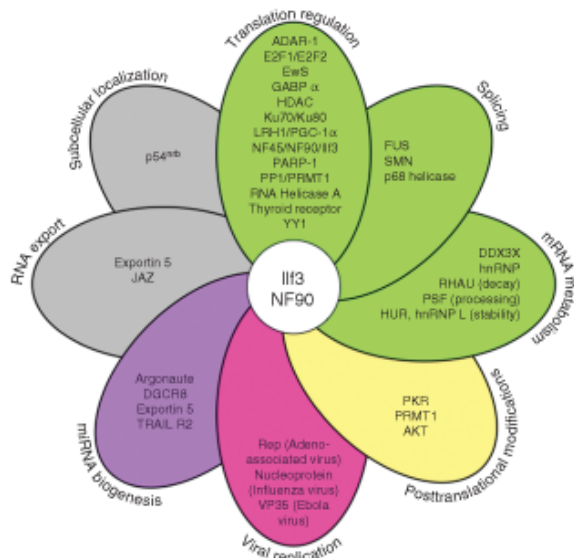 Translation regulation
ADAR-1
E2F1/E2F2
EwS
GABP α
HDAC
Ku70/Ku80
LRH1/PGC-1α
NF45/NF90/Ilf3
PARP-1
PP1/PRMT1
RNA Helicase A
Thyroid receptor
YY1
Splicing
FUS
SMN
p68 helicase
mRNA metabolism
DDX3X
hnRNP
RHAU (decay)
PSF (processing)
HUR, hnRNP L (stability)
Posttranslational modifications
PKR
PRMT1
AKT
Viral replication
Rep (Adeno-
associated virus)
Nucleoprotein
(Influenza virus)
VP35 (Ebola
virus)
miRNA biogenesis
Argonaute
DGCR8
Exportin 5
TRAIL R2
RNA export
Exportin 5
JAZ
Subcellular localization
p54ⁿʳᵇ
Ilf3
NF90